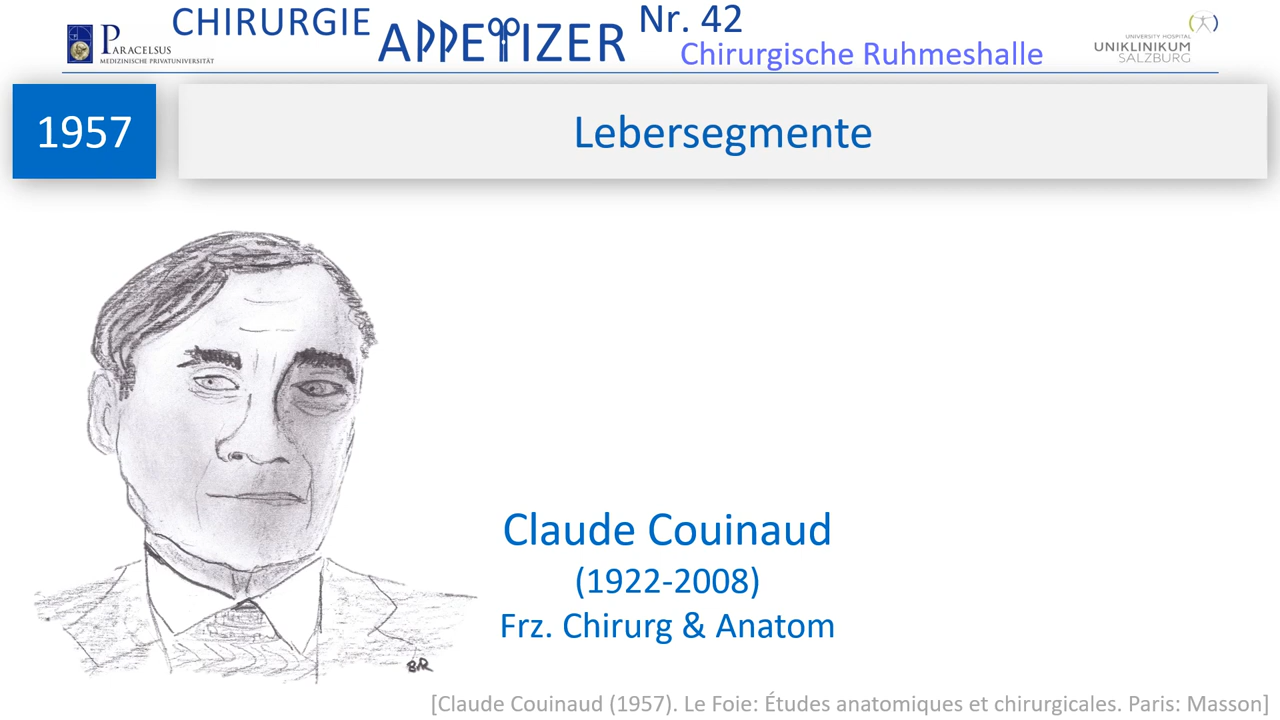 PARACELSUS
MEDIZINISCHE PRIVATUNIVERSITÄT
CHIRURGIE APPETIZER Nr. 42
Chirurgische Ruhmeshalle
UNIVERSITY HOSPITAL
UNIKLINIKUM
SALZBURG
1957
Lebersegmente
Claude Couinaud
(1922-2008)
Frz. Chirurg & Anatom
[Claude Couinaud (1957). Le Foie: Études anatomiques et chirurgicales. Paris: Masson]